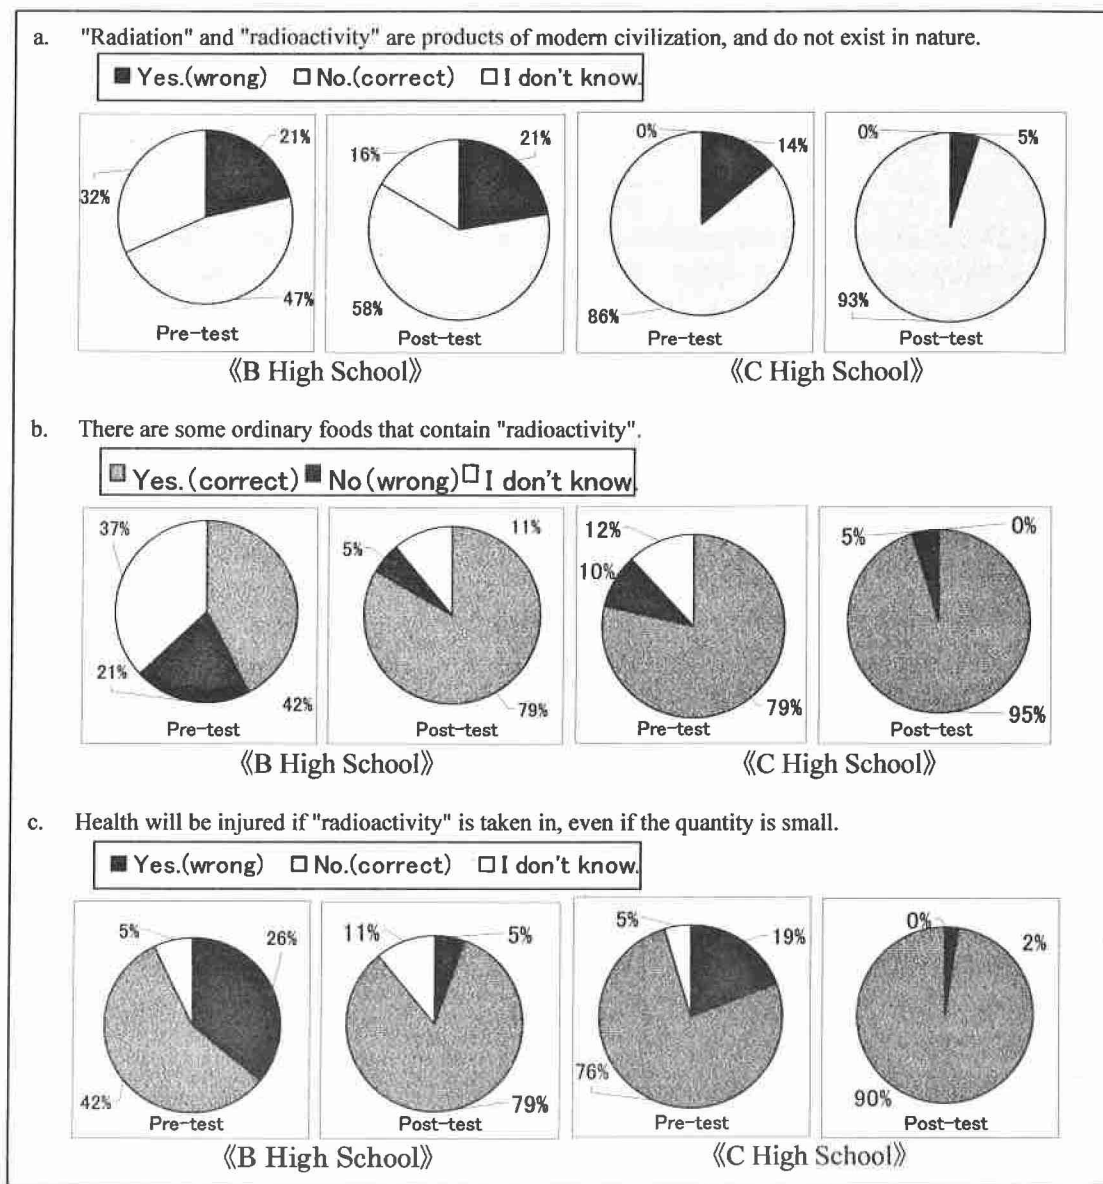 a. "Radiation" and "radioactivity" are products of modern civilization, and do not exist in nature.
■ Yes.(wrong) □ No.(correct) □ I don't know.
21%
32%
47%
Pre-test
16%
21%
58%
Post-test
0%
14%
86%
Pre-test
0%
5%
93%
Post-test
《B High School》 《C High School》
b. There are some ordinary foods that contain "radioactivity".
Yes.(correct) ■ No(wrong) □ I don't know.
37%
21%
42%
Pre-test
11%
5%
79%
Post-test
12%
10%
79%
Pre-test
5%
0%
95%
Post-test
《B High School》 《C High School》
c. Health will be injured if "radioactivity" is taken in, even if the quantity is small.
■ Yes.(wrong) □ No.(correct) □ I don't know.
5%
26%
42%
Pre-test
11%
5%
79%
Post-test
5%
19%
76%
Pre-test
0%
2%
90%
Post-test
《B High School》 《C High School》